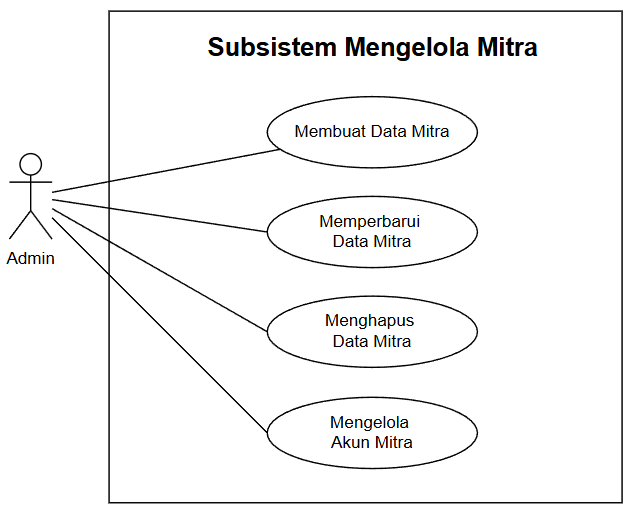 Subsistem Mengelola Mitra
Membuat Data Mitra
Memperbarui
Data Mitra
Menghapus
Data Mitra
Mengelola
Akun Mitra
Admin